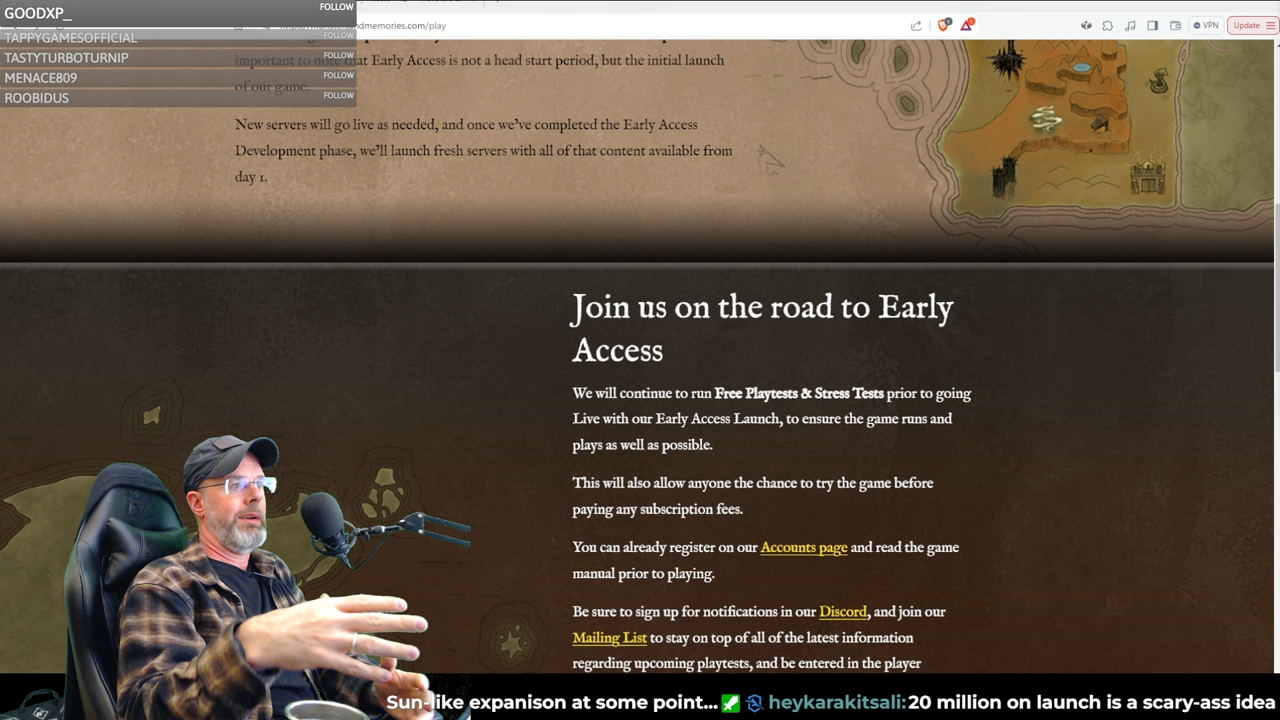 GOODXP_ FOLLOW
TAPPYGAMESOFFICIAL FOLLOW
TASTYTURBOTURNIP FOLLOW
MENACE809 FOLLOW
ROOBIDUS FOLLOW
ndmemories.com/play
VPN
Update
important to note that Early Access is not a head start period, but the initial launch
of our game.
New servers will go live as needed, and once we've completed the Early Access
Development phase, we'll launch fresh servers with all of that content available from
day 1.
Join us on the road to Early
Access
We will continue to run Free Playtests & Stress Tests prior to going
Live with our Early Access Launch, to ensure the game runs and
plays as well as possible.
This will also allow anyone the chance to try the game before
paying any subscription fees.
You can already register on our Accounts page and read the game
manual prior to playing.
Be sure to sign up for notifications in our Discord, and join our
Mailing List to stay on top of all of the latest information
regarding upcoming playtests, and be entered in the player
Sun-like expanison at some point... heykarakitsali: 20 million on launch is a scary-ass idea